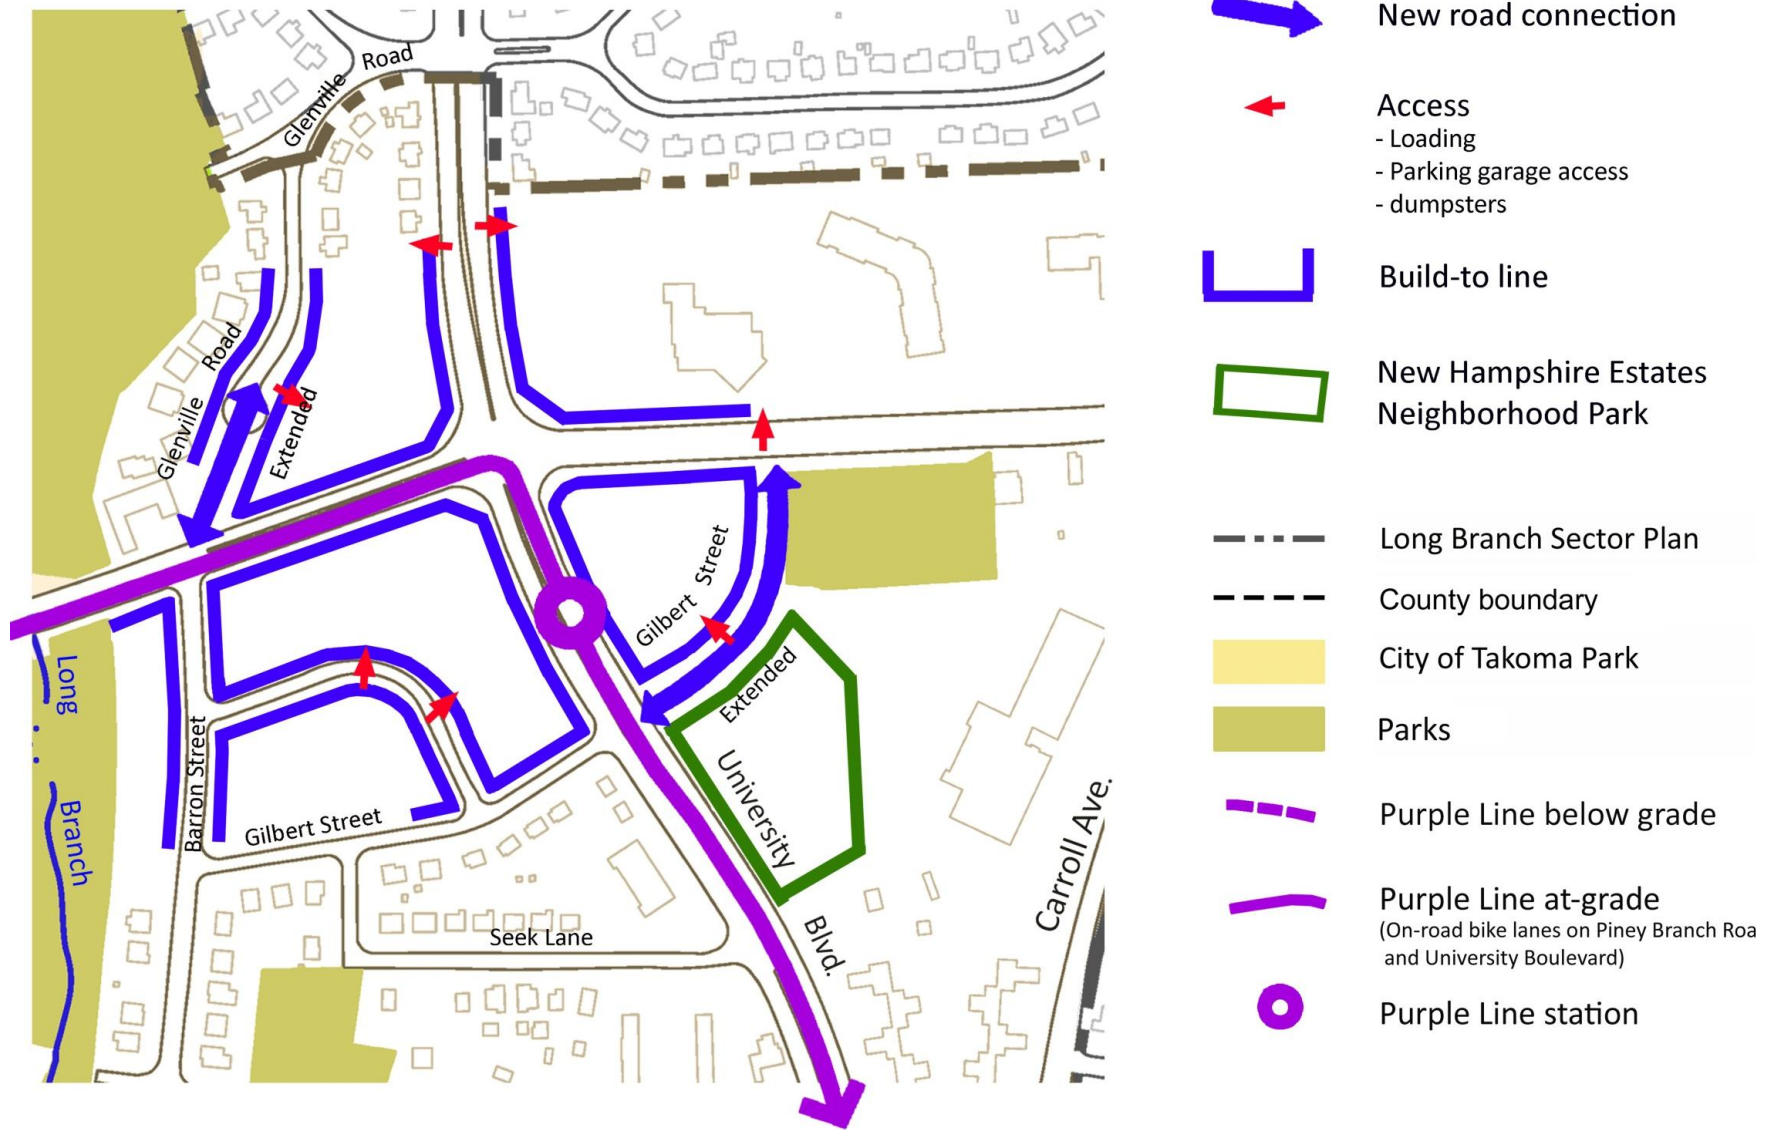 Road
Glenville
Road
Glenville
Extended
Gilbert Street
Extended
University
Blvd.
Long
Branch
Barron Street
Gilbert Street
Seek Lane
Carroll Ave.
New road connection
Access
- Loading
- Parking garage access
- dumpsters
Build-to line
New Hampshire Estates
Neighborhood Park
Long Branch Sector Plan
County boundary
City of Takoma Park
Parks
Purple Line below grade
Purple Line at-grade
(On-road bike lanes on Piney Branch Roa
and University Boulevard)
Purple Line station